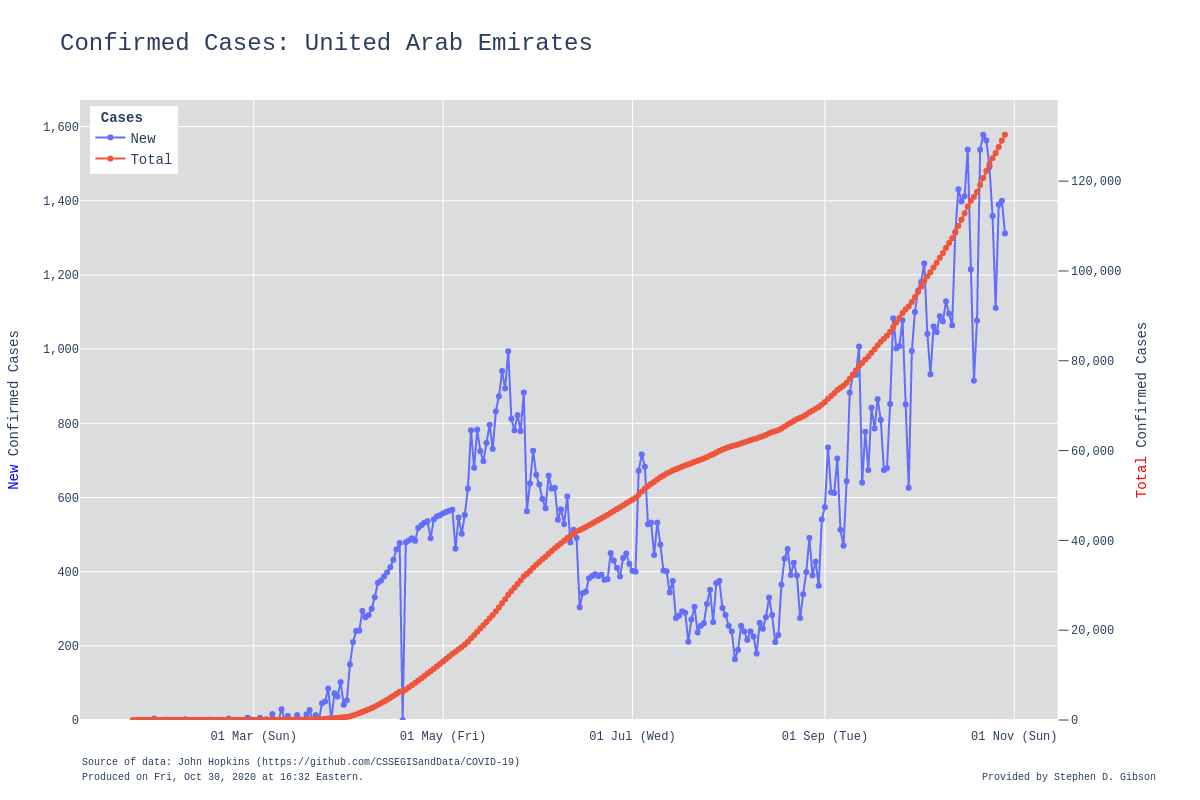 Confirmed Cases: United Arab Emirates
Cases
New
Total
1,600
1,400
1,200
1,000
800
600
400
200
0
New Confirmed Cases
120,000
100,000
80,000
60,000
40,000
20,000
0
Total Confirmed Cases
01 Mar (Sun)
01 May (Fri)
01 Jul (Wed)
01 Sep (Tue)
01 Nov (Sun)
Source of data: John Hopkins (https://github.com/CSSEGISandData/COVID-19)
Produced on Fri, Oct 30, 2020 at 16:32 Eastern.
Provided by Stephen D. Gibson